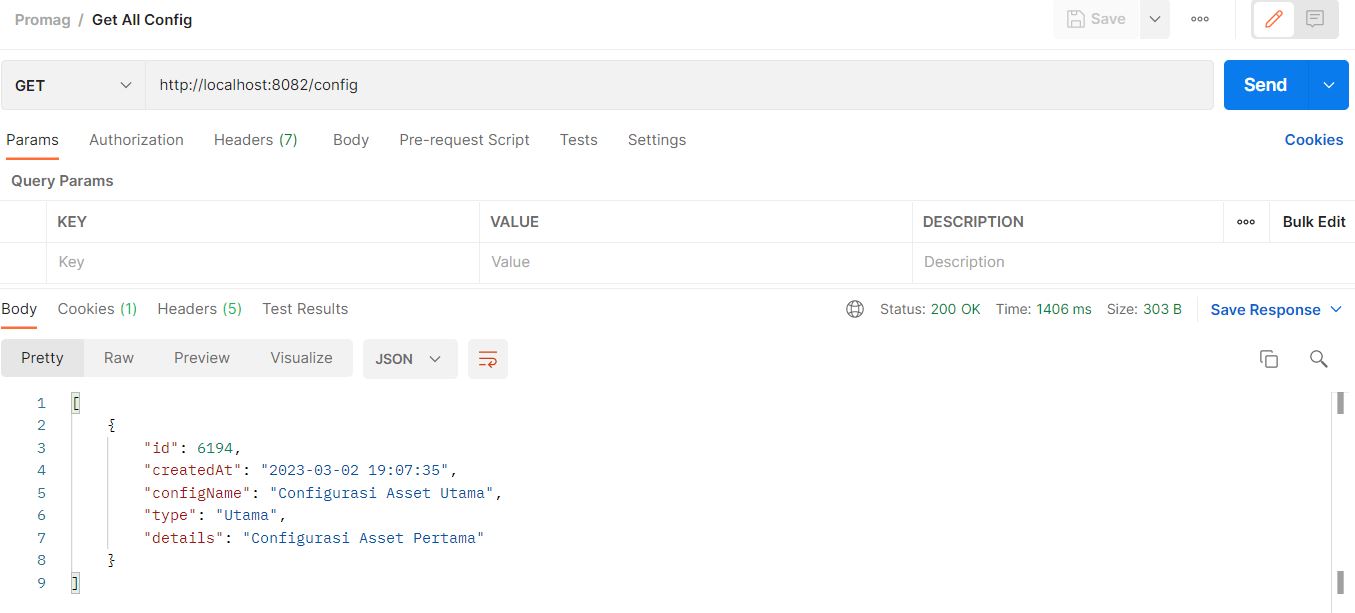 Promag / Get All Config Save
GET http://localhost:8082/config Send
Params Authorization Headers (7) Body Pre-request Script Tests Settings Cookies
Query Params
KEY VALUE DESCRIPTION Bulk Edit
Key Value Description
Body Cookies (1) Headers (5) Test Results Status: 200 OK Time: 1406 ms Size: 303 B Save Response
Pretty Raw Preview Visualize JSON
1 [
2 {
3 "id": 6194,
4 "createdAt": "2023-03-02 19:07:35",
5 "configName": "Configurasi Asset Utama",
6 "type": "Utama",
7 "details": "Configurasi Asset Pertama"
8 }
9 ]